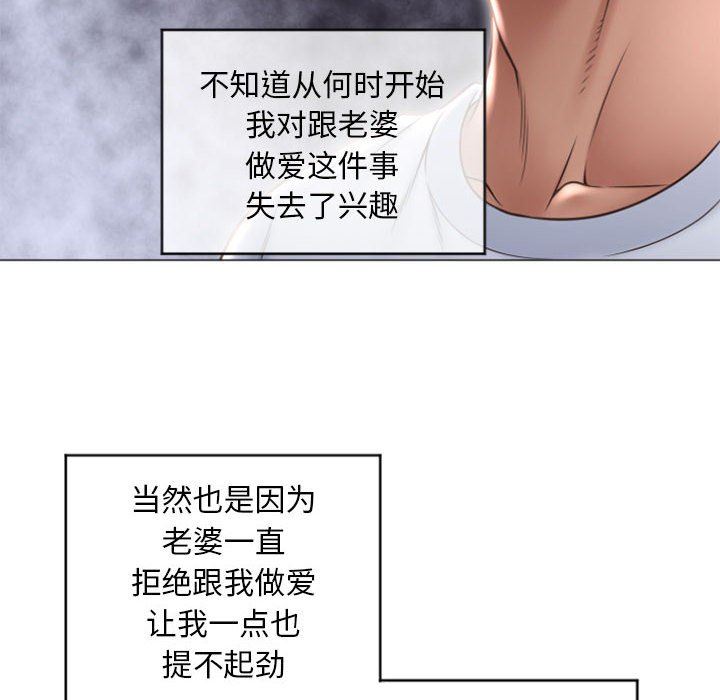 不知道从何时开始
我对跟老婆
做爱这件事
失去了兴趣
当然也是因为
老婆一直
拒绝跟我做爱
让我一点也
提不起劲